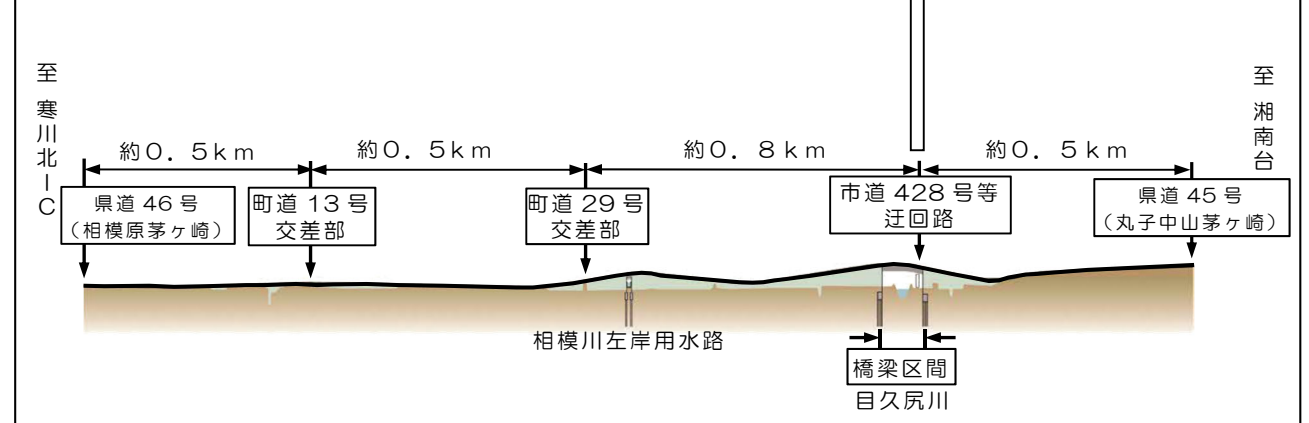 至 寒川北IC
至 湘南台
約0.5km
約0.5km
約0.8km
約0.5km
県道46号
(相模原茅ヶ崎)
町道13号
交差部
町道29号
交差部
市道428号等
迂回路
県道45号
(丸子中山茅ヶ崎)
相模川左岸用水路
橋梁区間
目久尻川